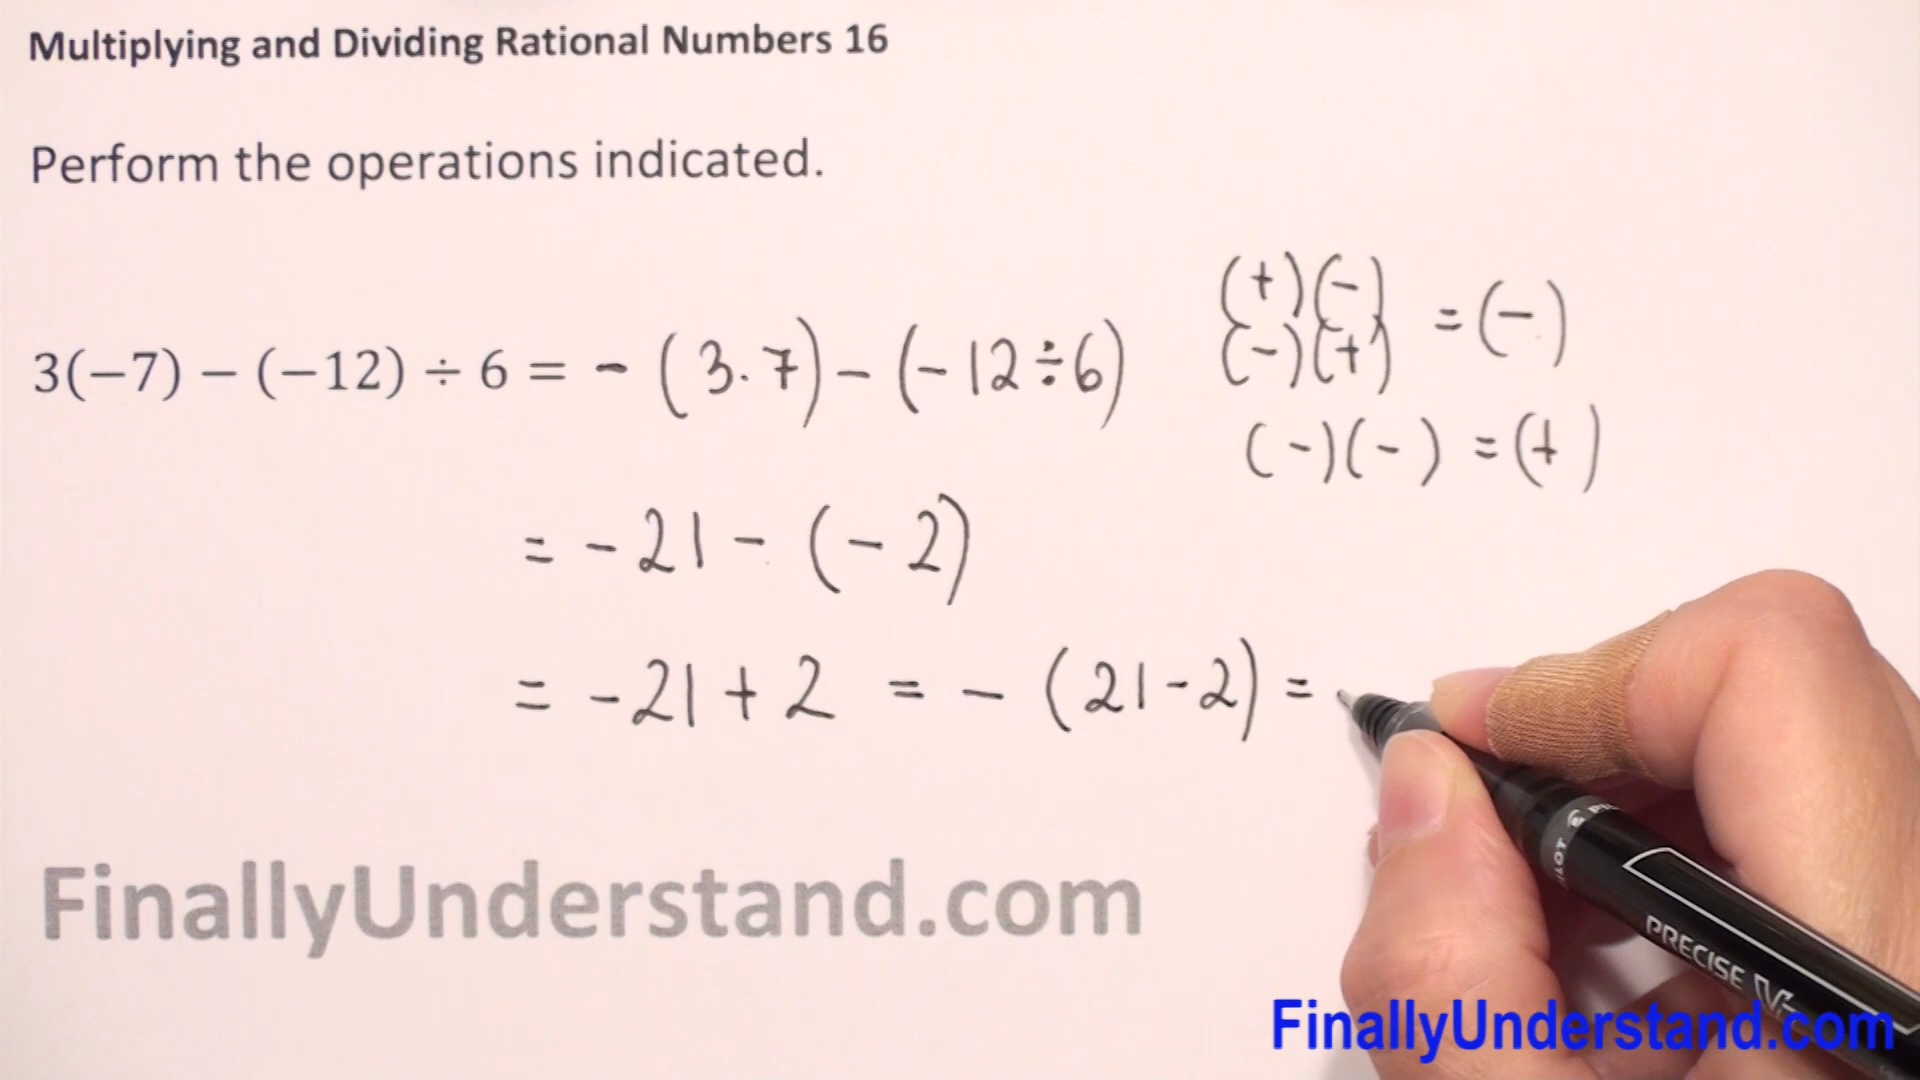 Multiplying and Dividing Rational Numbers 16
Perform the operations indicated.
3(−7) − (−12) ÷ 6 = - (3·7) - (-12÷6)
(+)(-)
(-)(+)
= (-)
(-)(-) = (+)
= -21 - (-2)
= -21 + 2 = - (21-2) =
FinallyUnderstand.com
PILOT
PRECISE V
FinallyUnderstand.com